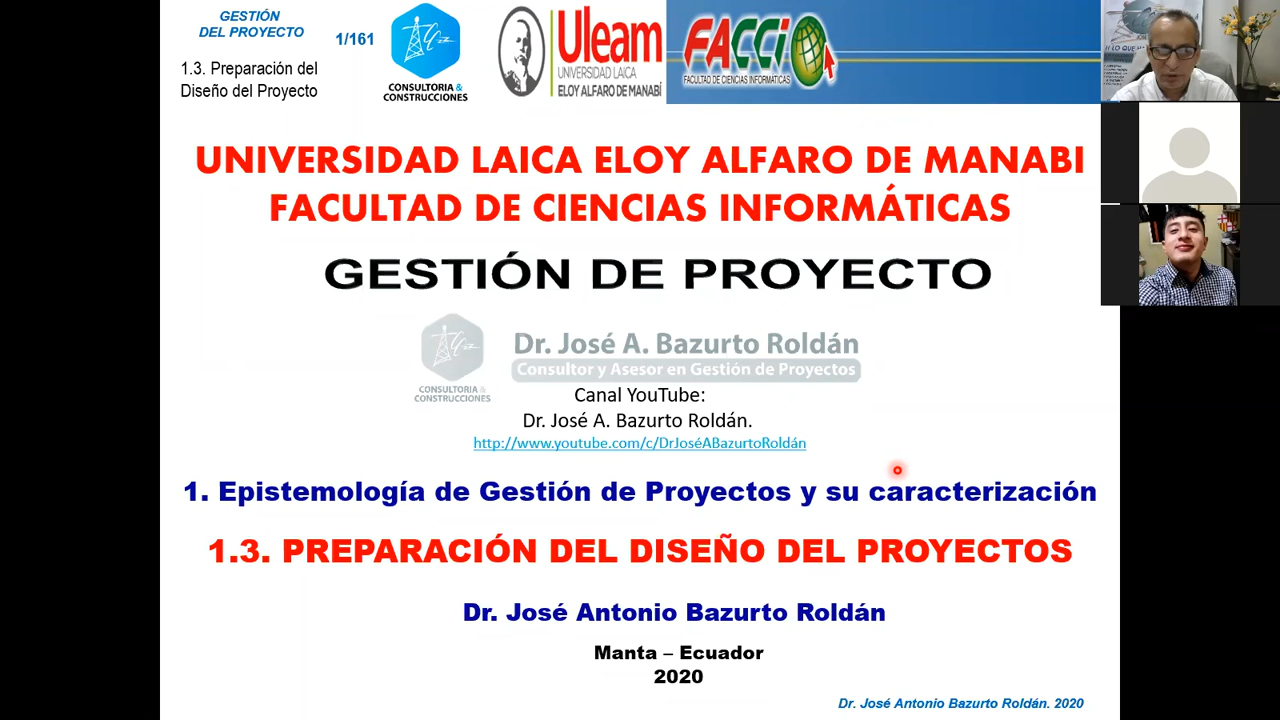 GESTIÓN
DEL PROYECTO
1/161
1.3. Preparación del
Diseño del Proyecto
CONSULTORIA &
CONSTRUCCIONES
Uleam
UNIVERSIDAD LAICA
ELOY ALFARO DE MANABÍ
FACCI
FACULTAD DE CIENCIAS INFORMÁTICAS
UNIVERSIDAD LAICA ELOY ALFARO DE MANABI
FACULTAD DE CIENCIAS INFORMÁTICAS
GESTIÓN DE PROYECTO
CONSULTORIA &
CONSTRUCCIONES
Dr. José A. Bazurto Roldán
Consultor y Asesor en Gestión de Proyectos
Canal YouTube:
Dr. José A. Bazurto Roldán.
http://www.youtube.com/c/DrJoséABazurtoRoldán
1. Epistemología de Gestión de Proyectos y su caracterización
1.3. PREPARACIÓN DEL DISEÑO DEL PROYECTOS
Dr. José Antonio Bazurto Roldán
Manta – Ecuador
2020
Dr. José Antonio Bazurto Roldán. 2020